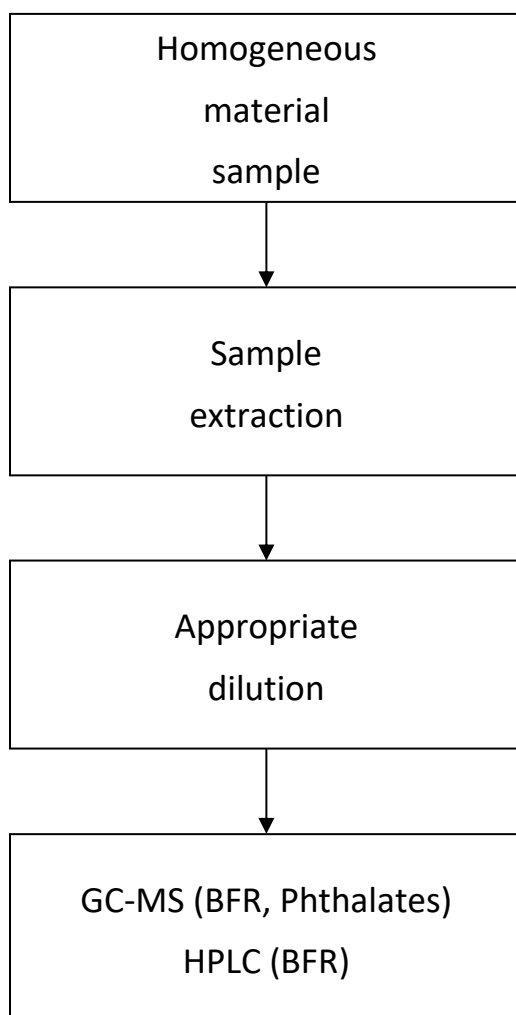 Homogeneous
material
sample
Sample
extraction
Appropriate
dilution
GC-MS (BFR, Phthalates)
HPLC (BFR)